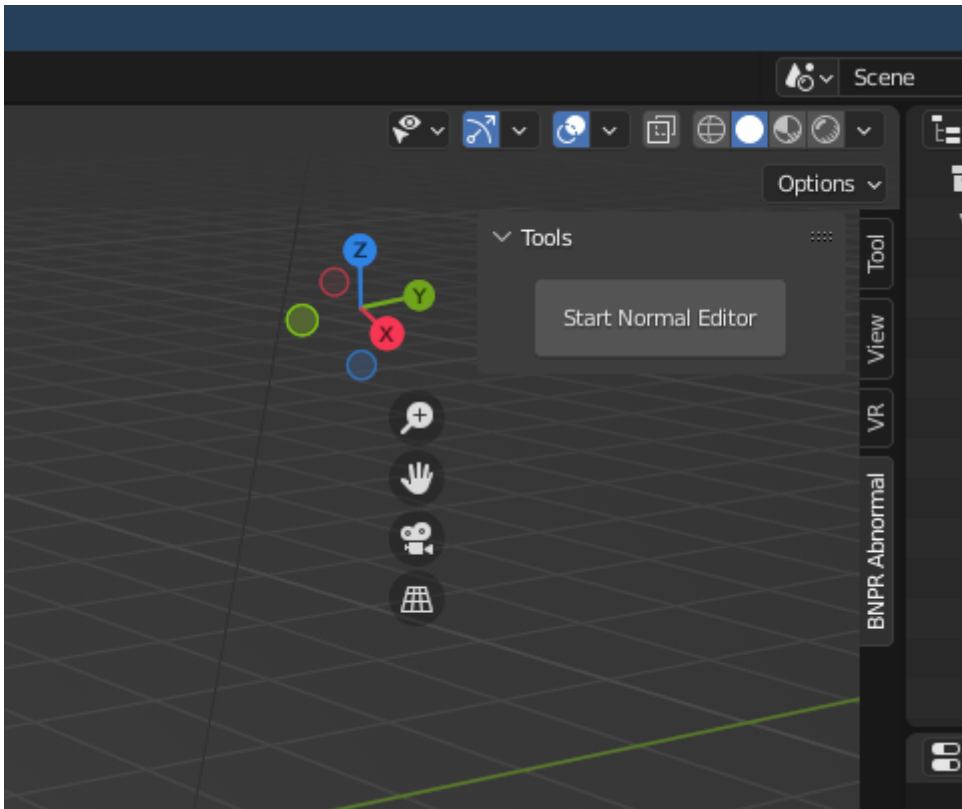 Scene
Options
Tools
Start Normal Editor
Z
Y
X
Tool
View
VR
BNPR Abnormal